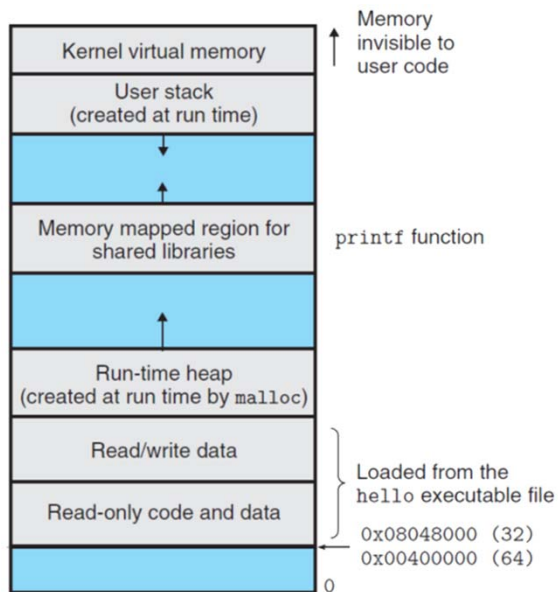 Kernel virtual memory
Memory
invisible to
user code
User stack
(created at run time)
Memory mapped region for
shared libraries
printf function
Run-time heap
(created at run time by malloc)
Read/write data
Loaded from the
hello executable file
Read-only code and data
0x08048000 (32)
0x00400000 (64)
0